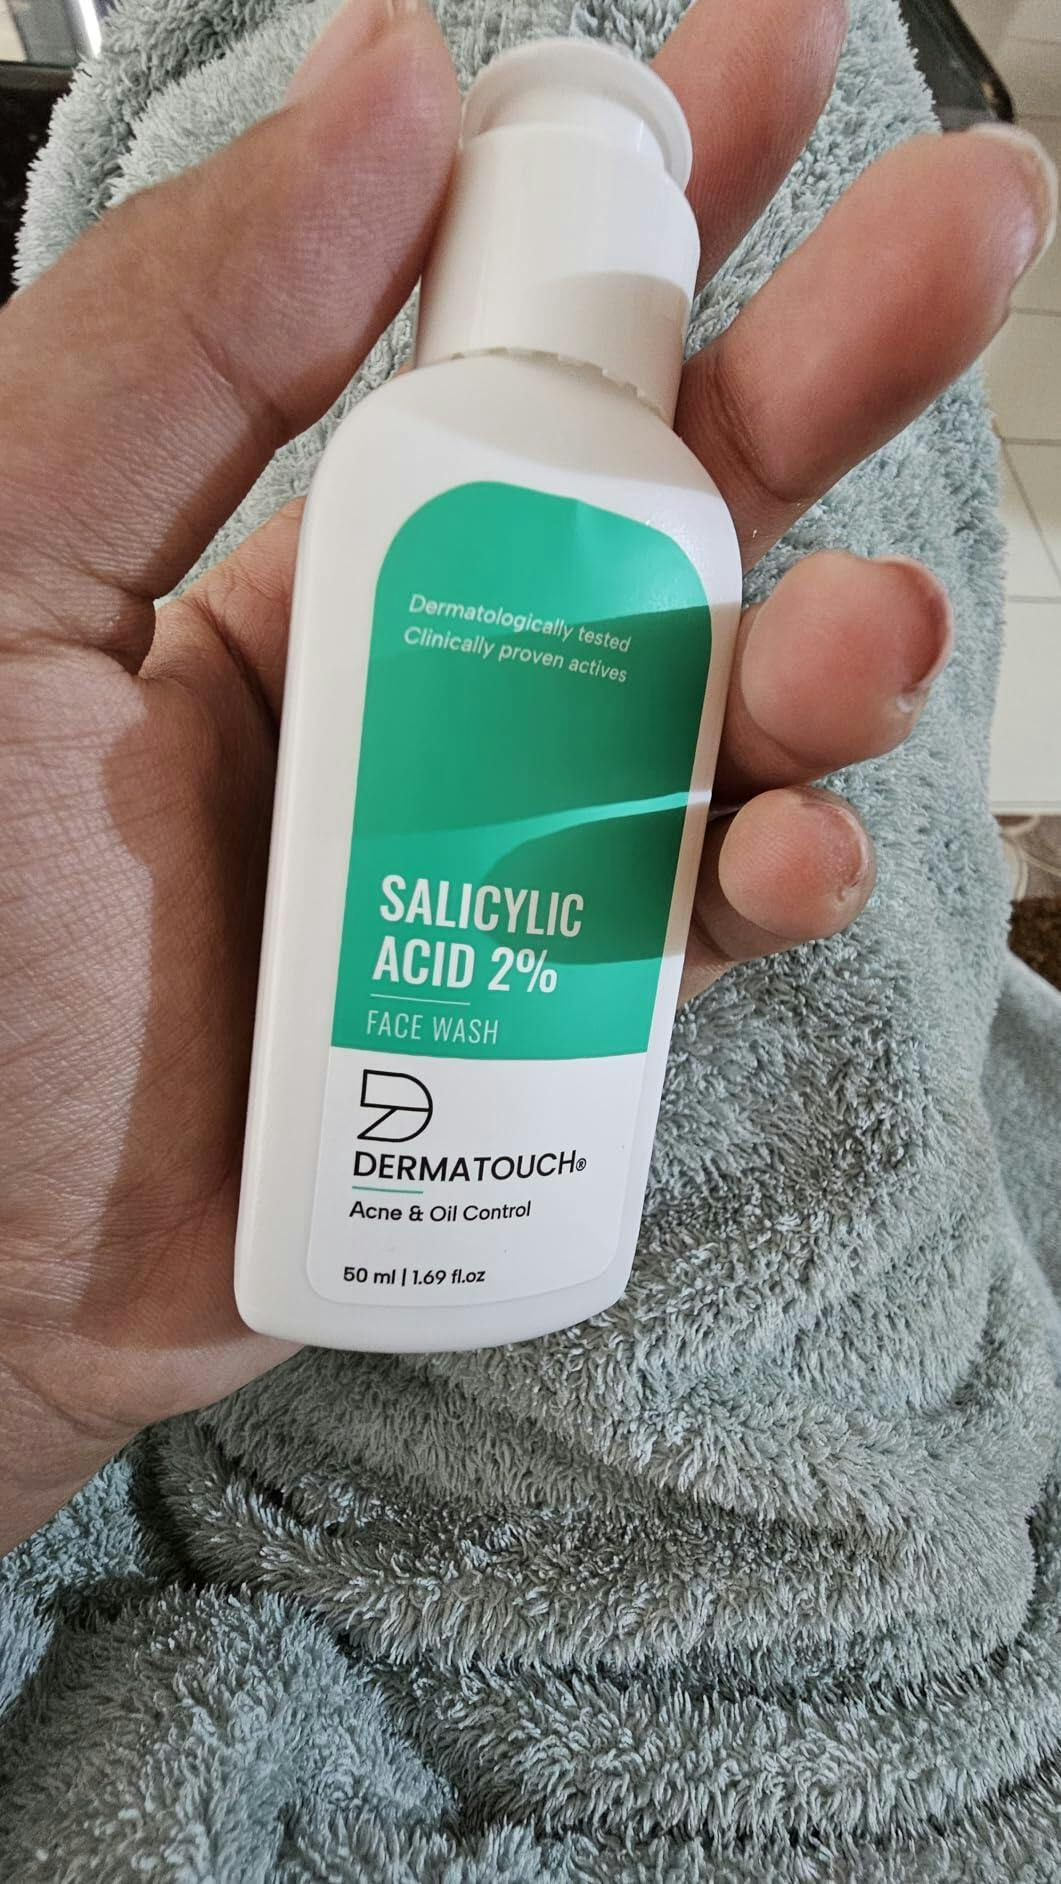 Dermatologically tested
Clinically proven actives
SALICYLIC
ACID 2%
FACE WASH
DERMATOUCH®
Acne & Oil Control
50 ml | 1.69 fl.oz